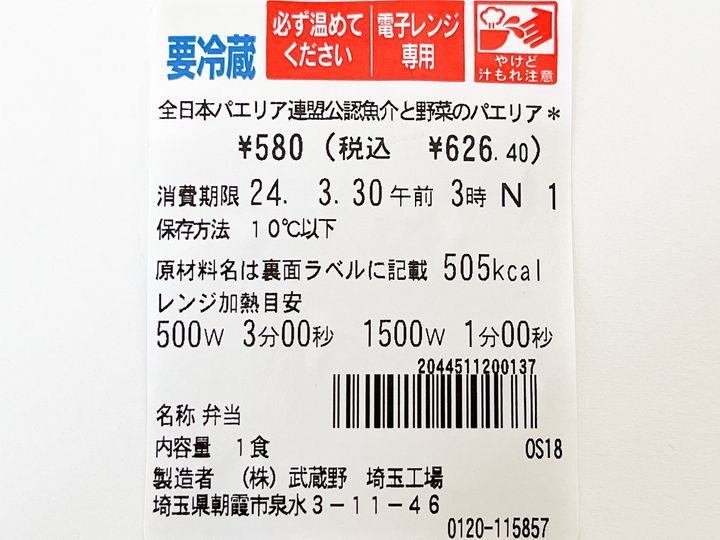 要冷蔵
必ず温めて
ください
電子レンジ
専用
やけど
汁もれ注意
全日本パエリア連盟公認魚介と野菜のパエリア＊
¥580（税込　¥626.40）
消費期限 24. 3.30午前 3時 N 1
保存方法　10℃以下
原材料名は裏面ラベルに記載 505kcal
レンジ加熱目安
500W 3分00秒　1500W 1分00秒
2044511200137
名称 弁当
内容量　1食
OS18
製造者　（株）武蔵野　埼玉工場
埼玉県朝霞市泉水３－１１－４６
0120-115857